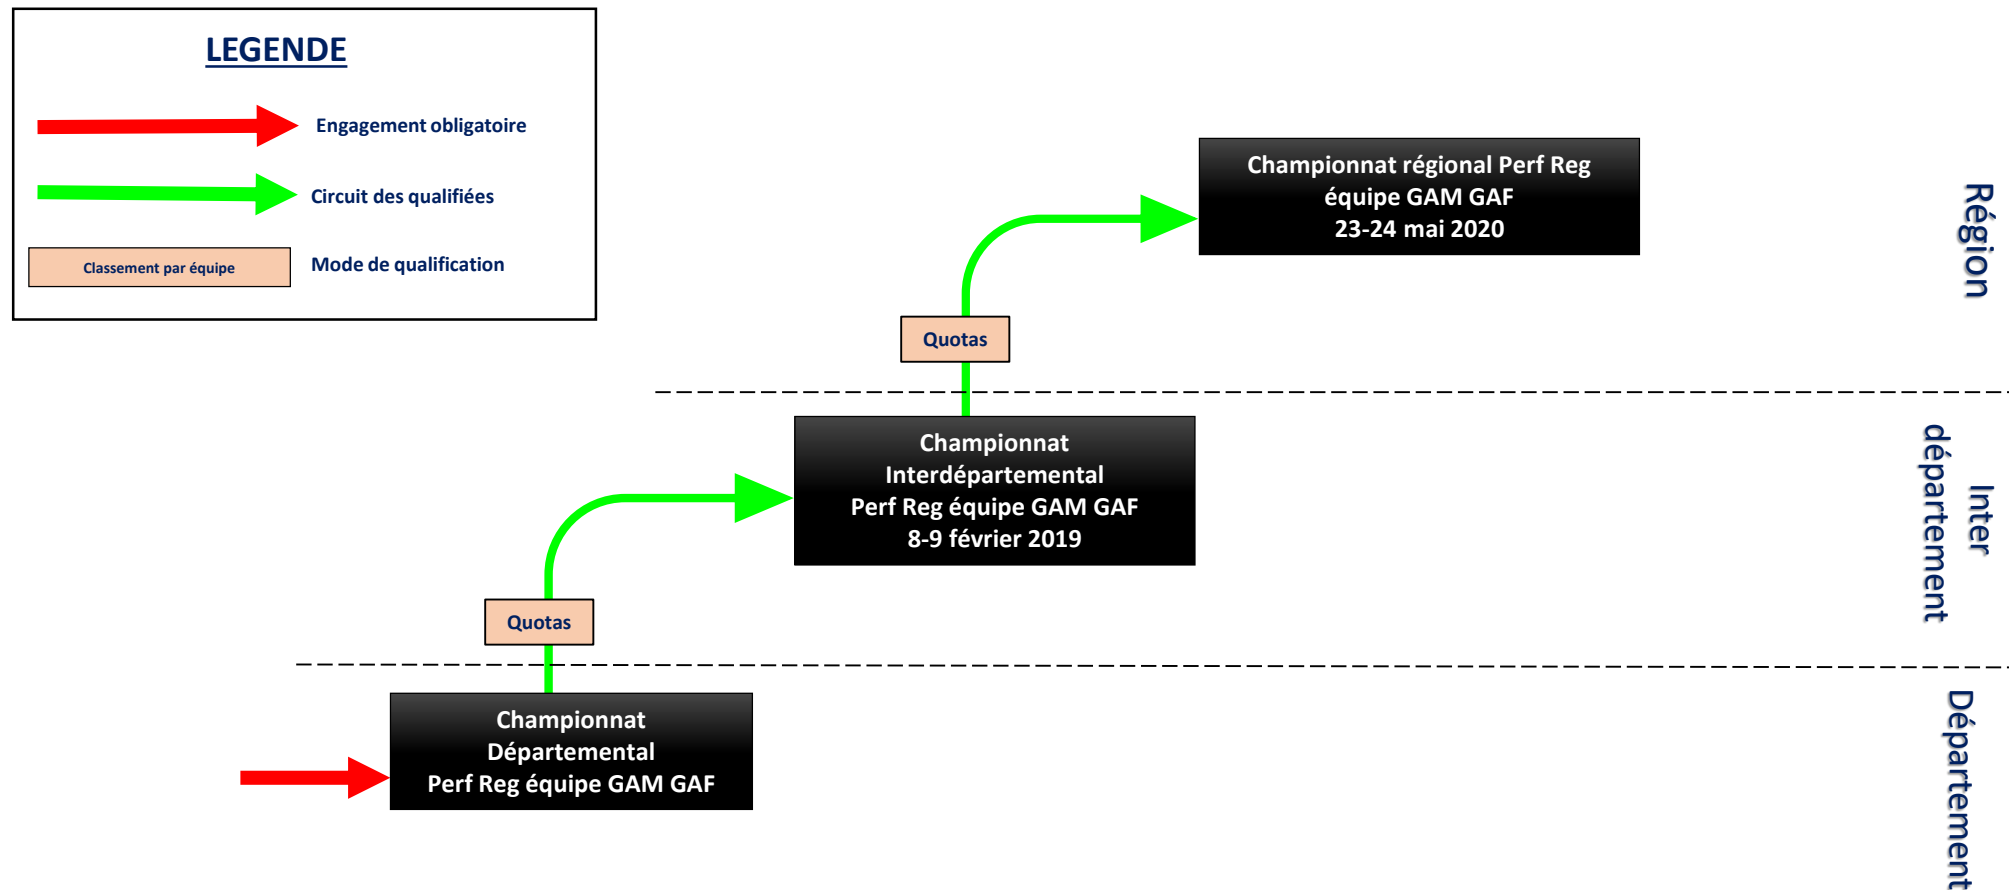 LEGENDE
Engagement obligatoire
Circuit des qualifiées
Classement par équipe
Mode de qualification
Championnat régional Perf Reg
équipe GAM GAF
23-24 mai 2020
Région
Quotas
Championnat
Interdépartemental
Perf Reg équipe GAM GAF
8-9 février 2019
Inter
département
Quotas
Championnat
Départemental
Perf Reg équipe GAM GAF
Département